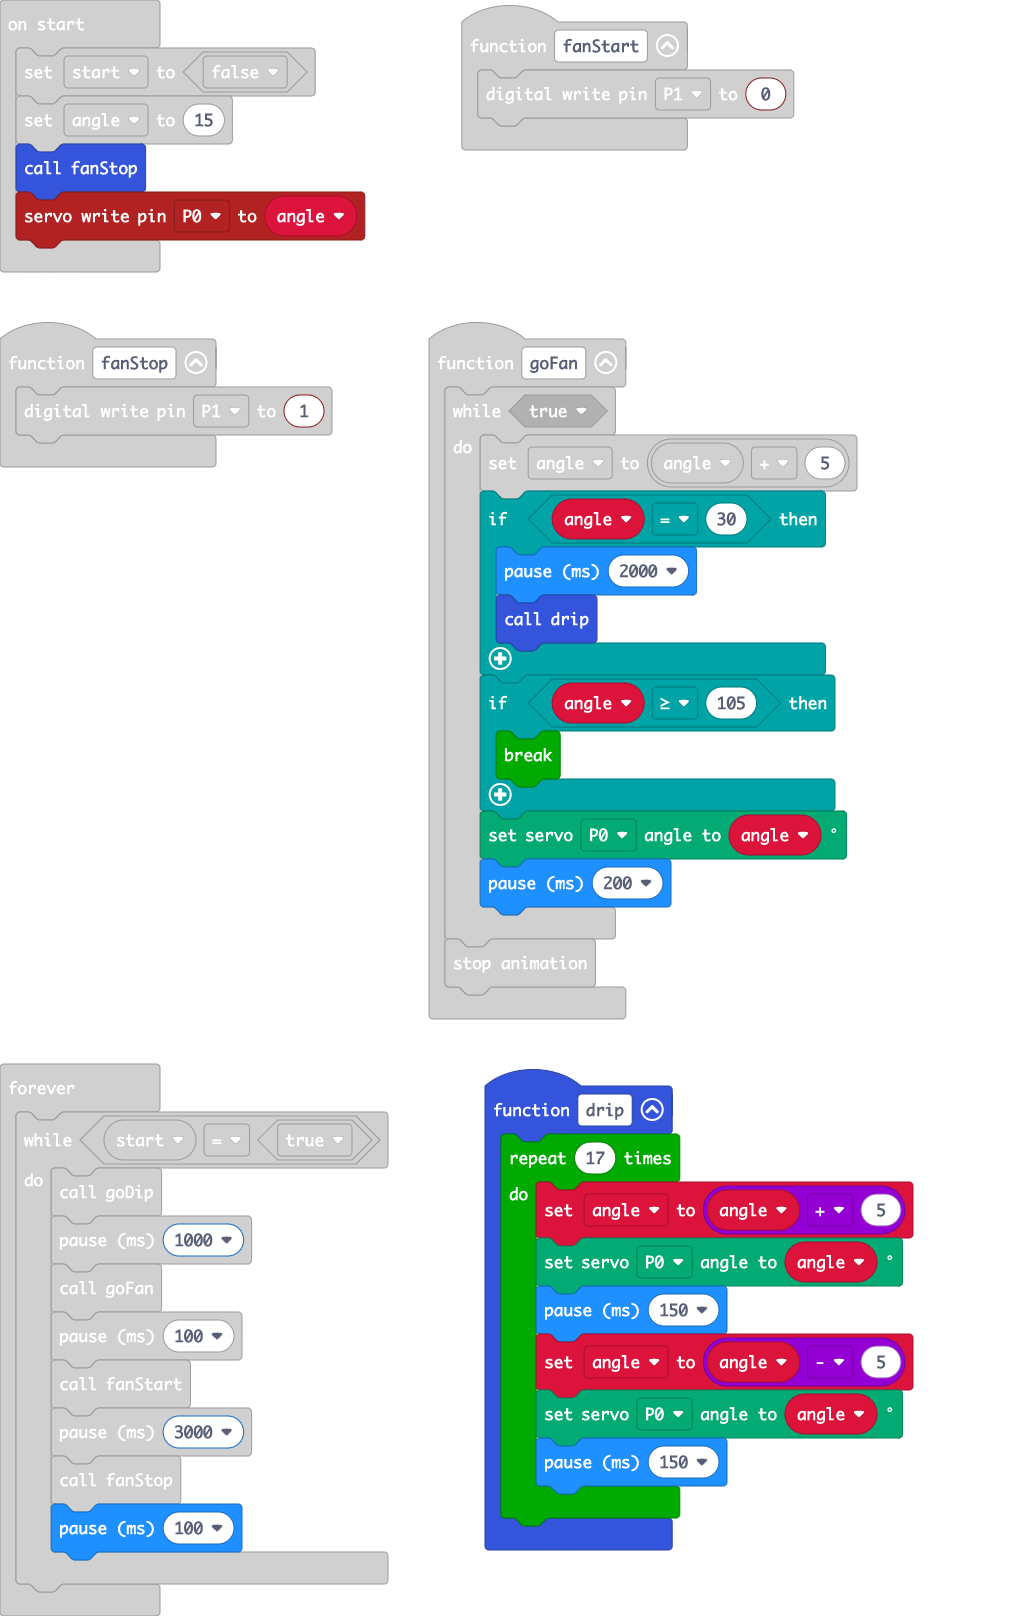 on start
set start to false
set angle to 15
call fanStop
servo write pin P0 to angle
function fanStart
digital write pin P1 to 0
function fanStop
digital write pin P1 to 1
function goFan
while true
do
set angle to angle + 5
if angle = 30 then
pause (ms) 2000
call drip
if angle ≥ 105 then
break
set servo P0 angle to angle °
pause (ms) 200
stop animation
forever
while start = true
do
call goDip
pause (ms) 1000
call goFan
pause (ms) 100
call fanStart
pause (ms) 3000
call fanStop
pause (ms) 100
function drip
repeat 17 times
do
set angle to angle + 5
set servo P0 angle to angle °
pause (ms) 150
set angle to angle - 5
set servo P0 angle to angle °
pause (ms) 150